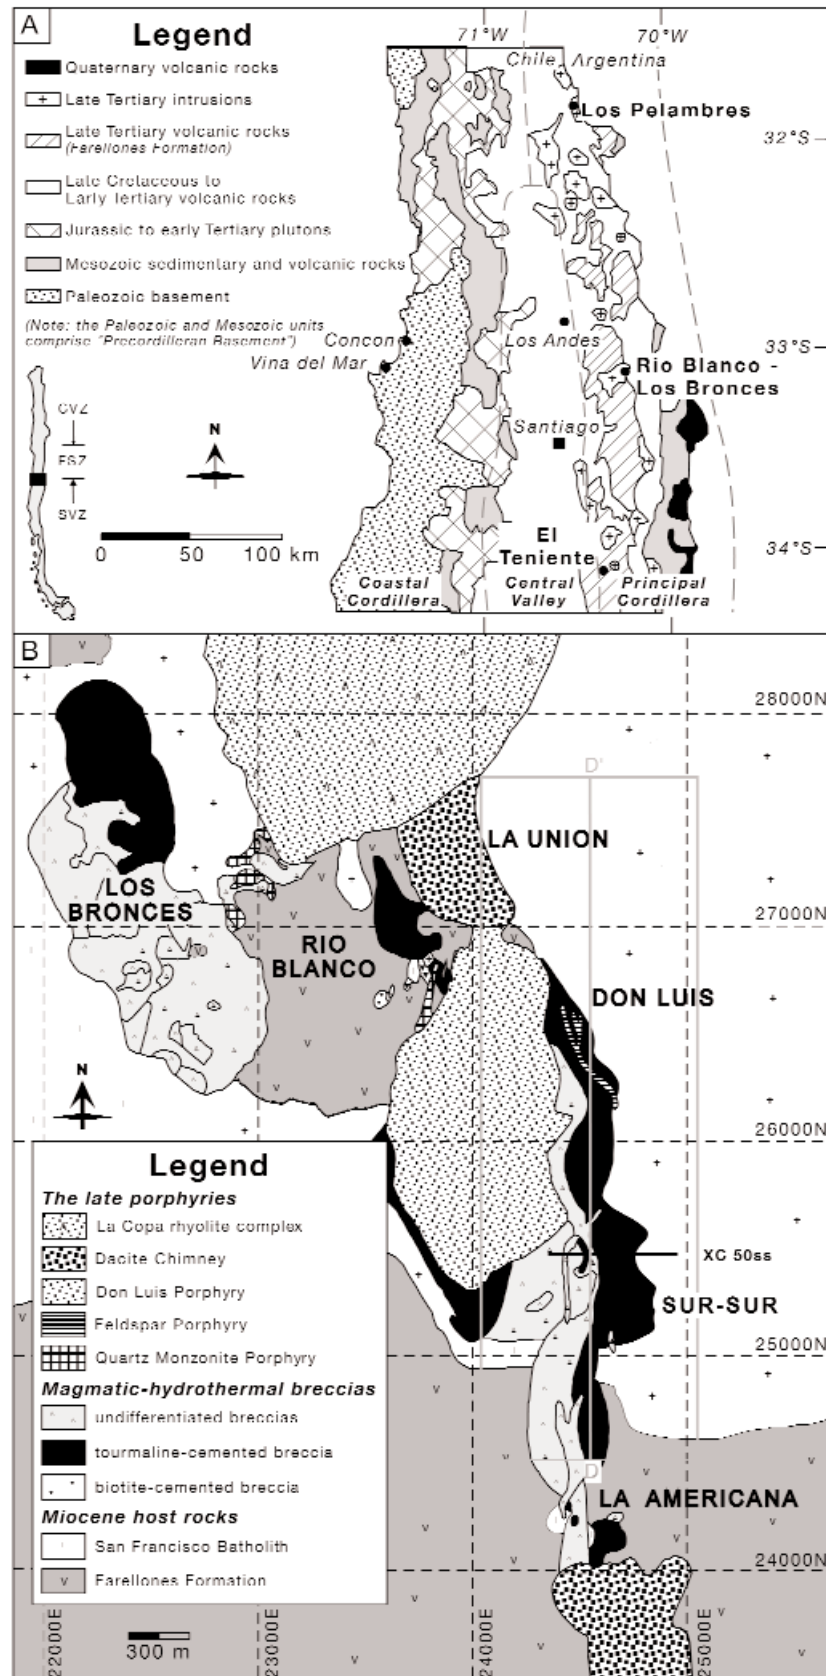 A
Legend
Quaternary volcanic rocks
Late Tertiary intrusions
Late Tertiary volcanic rocks
(Farellones Formation)
Late Cretaceous to
Early Tertiary volcanic rocks
Jurassic to early Tertiary plutons
Mesozoic sedimentary and volcanic rocks
Paleozoic basement
(Note: the Paleozoic and Mesozoic units
comprise "Precordilleran Basement")
71°W
70°W
Chile
Argentina
Los Pelambres
32°S
Concon
Vina del Mar
Los Andes
33°S
Rio Blanco -
Los Bronces
Santiago
CVZ
FSZ
SVZ
N
0 50 100 km
El
Teniente
34°S
Coastal
Cordillera
Central
Valley
Principal
Cordillera
B
28000N
D'
LA UNION
LOS
BRONCES
27000N
RIO
BLANCO
DON LUIS
N
26000N
XC 50ss
SUR-SUR
25000N
D
LA AMERICANA
24000N
Legend
The late porphyries
La Copa rhyolite complex
Dacite Chimney
Don Luis Porphyry
Feldspar Porphyry
Quartz Monzonite Porphyry
Magmatic-hydrothermal breccias
undifferentiated breccias
tourmaline-cemented breccia
biotite-cemented breccia
Miocene host rocks
San Francisco Batholith
Farellones Formation
22000E
23000E
24000E
25000E
300 m